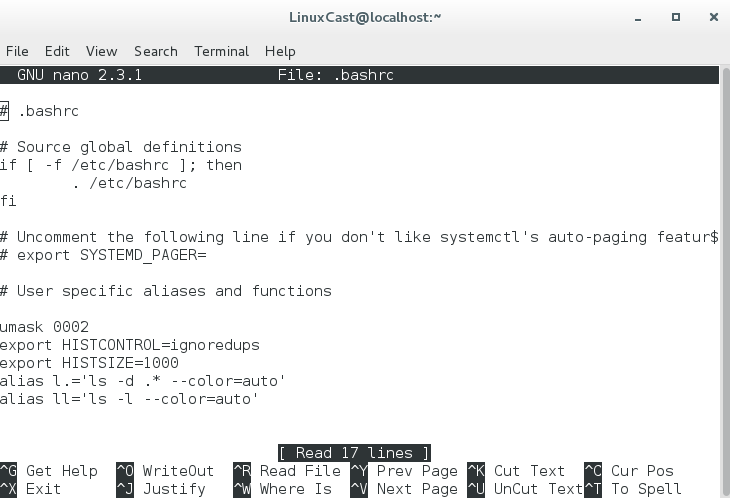 LinuxCast@localhost:~
File Edit View Search Terminal Help
GNU nano 2.3.1 File: .bashrc
# .bashrc
# Source global definitions
if [ -f /etc/bashrc ]; then
        . /etc/bashrc
fi
# Uncomment the following line if you don't like systemctl's auto-paging featur$
# export SYSTEMD_PAGER=
# User specific aliases and functions
umask 0002
export HISTCONTROL=ignoredups
export HISTSIZE=1000
alias l.='ls -d .* --color=auto'
alias ll='ls -l --color=auto'
[ Read 17 lines ]
^G Get Help ^O WriteOut ^R Read File ^Y Prev Page ^K Cut Text ^C Cur Pos
^X Exit ^J Justify ^W Where Is ^V Next Page ^U UnCut Text ^T To Spell